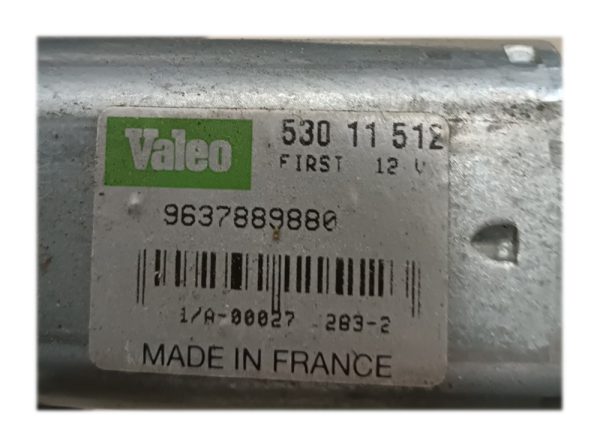 Valeo 530 11 512
FIRST 12 V
9637889880
1/A-00027 283-2
MADE IN FRANCE